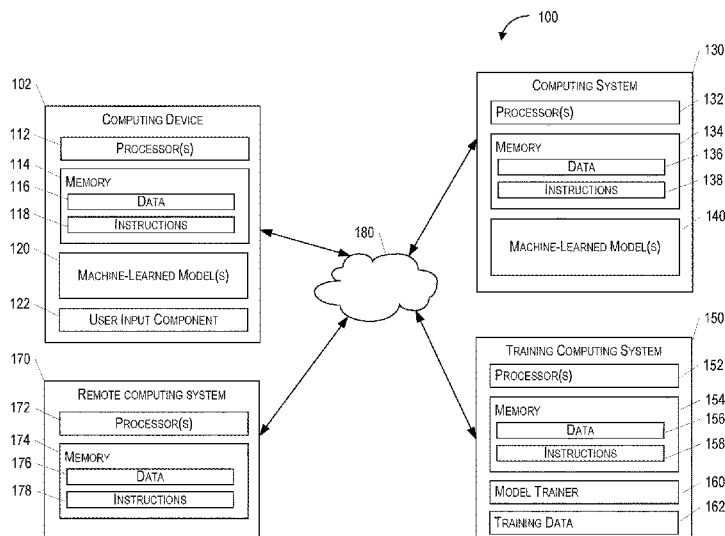 100
102
COMPUTING DEVICE
112
PROCESSOR(S)
114
MEMORY
116
DATA
118
INSTRUCTIONS
120
MACHINE-LEARNED MODEL(S)
122
USER INPUT COMPONENT
130
COMPUTING SYSTEM
PROCESSOR(S)
132
MEMORY
134
DATA
136
INSTRUCTIONS
138
MACHINE-LEARNED MODEL(S)
140
180
170
REMOTE COMPUTING SYSTEM
172
PROCESSOR(S)
174
MEMORY
176
DATA
178
INSTRUCTIONS
150
TRAINING COMPUTING SYSTEM
PROCESSOR(S)
152
MEMORY
154
DATA
156
INSTRUCTIONS
158
MODEL TRAINER
160
TRAINING DATA
162